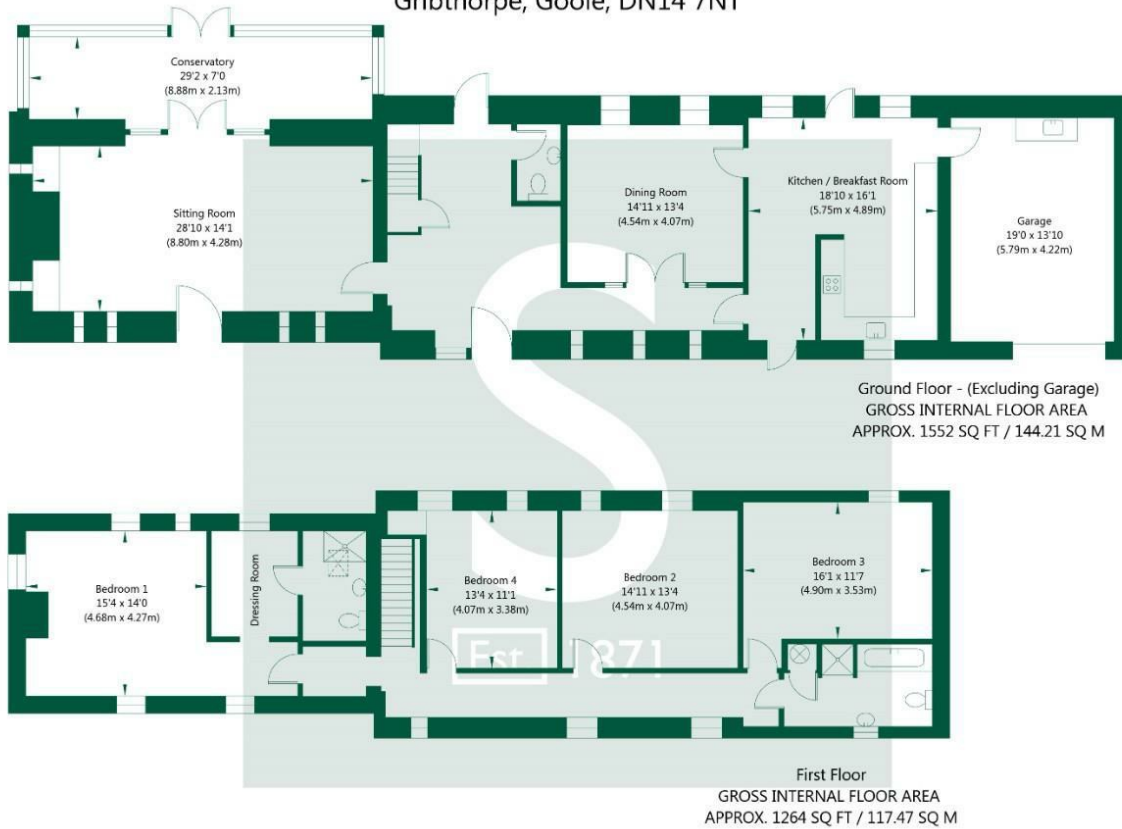 Gribthorpe, Goole, DN14 7NT
Conservatory
29'2 x 7'0
(8.88m x 2.13m)
Sitting Room
28'10 x 14'1
(8.80m x 4.28m)
Dining Room
14'11 x 13'4
(4.54m x 4.07m)
Kitchen / Breakfast Room
18'10 x 16'1
(5.75m x 4.89m)
Garage
19'0 x 13'10
(5.79m x 4.22m)
Ground Floor - (Excluding Garage)
GROSS INTERNAL FLOOR AREA
APPROX. 1552 SQ FT / 144.21 SQ M
S
Est 1871
Bedroom 1
15'4 x 14'0
(4.68m x 4.27m)
Dressing Room
Bedroom 4
13'4 x 11'1
(4.07m x 3.38m)
Bedroom 2
14'11 x 13'4
(4.54m x 4.07m)
Bedroom 3
16'1 x 11'7
(4.90m x 3.53m)
First Floor
GROSS INTERNAL FLOOR AREA
APPROX. 1264 SQ FT / 117.47 SQ M